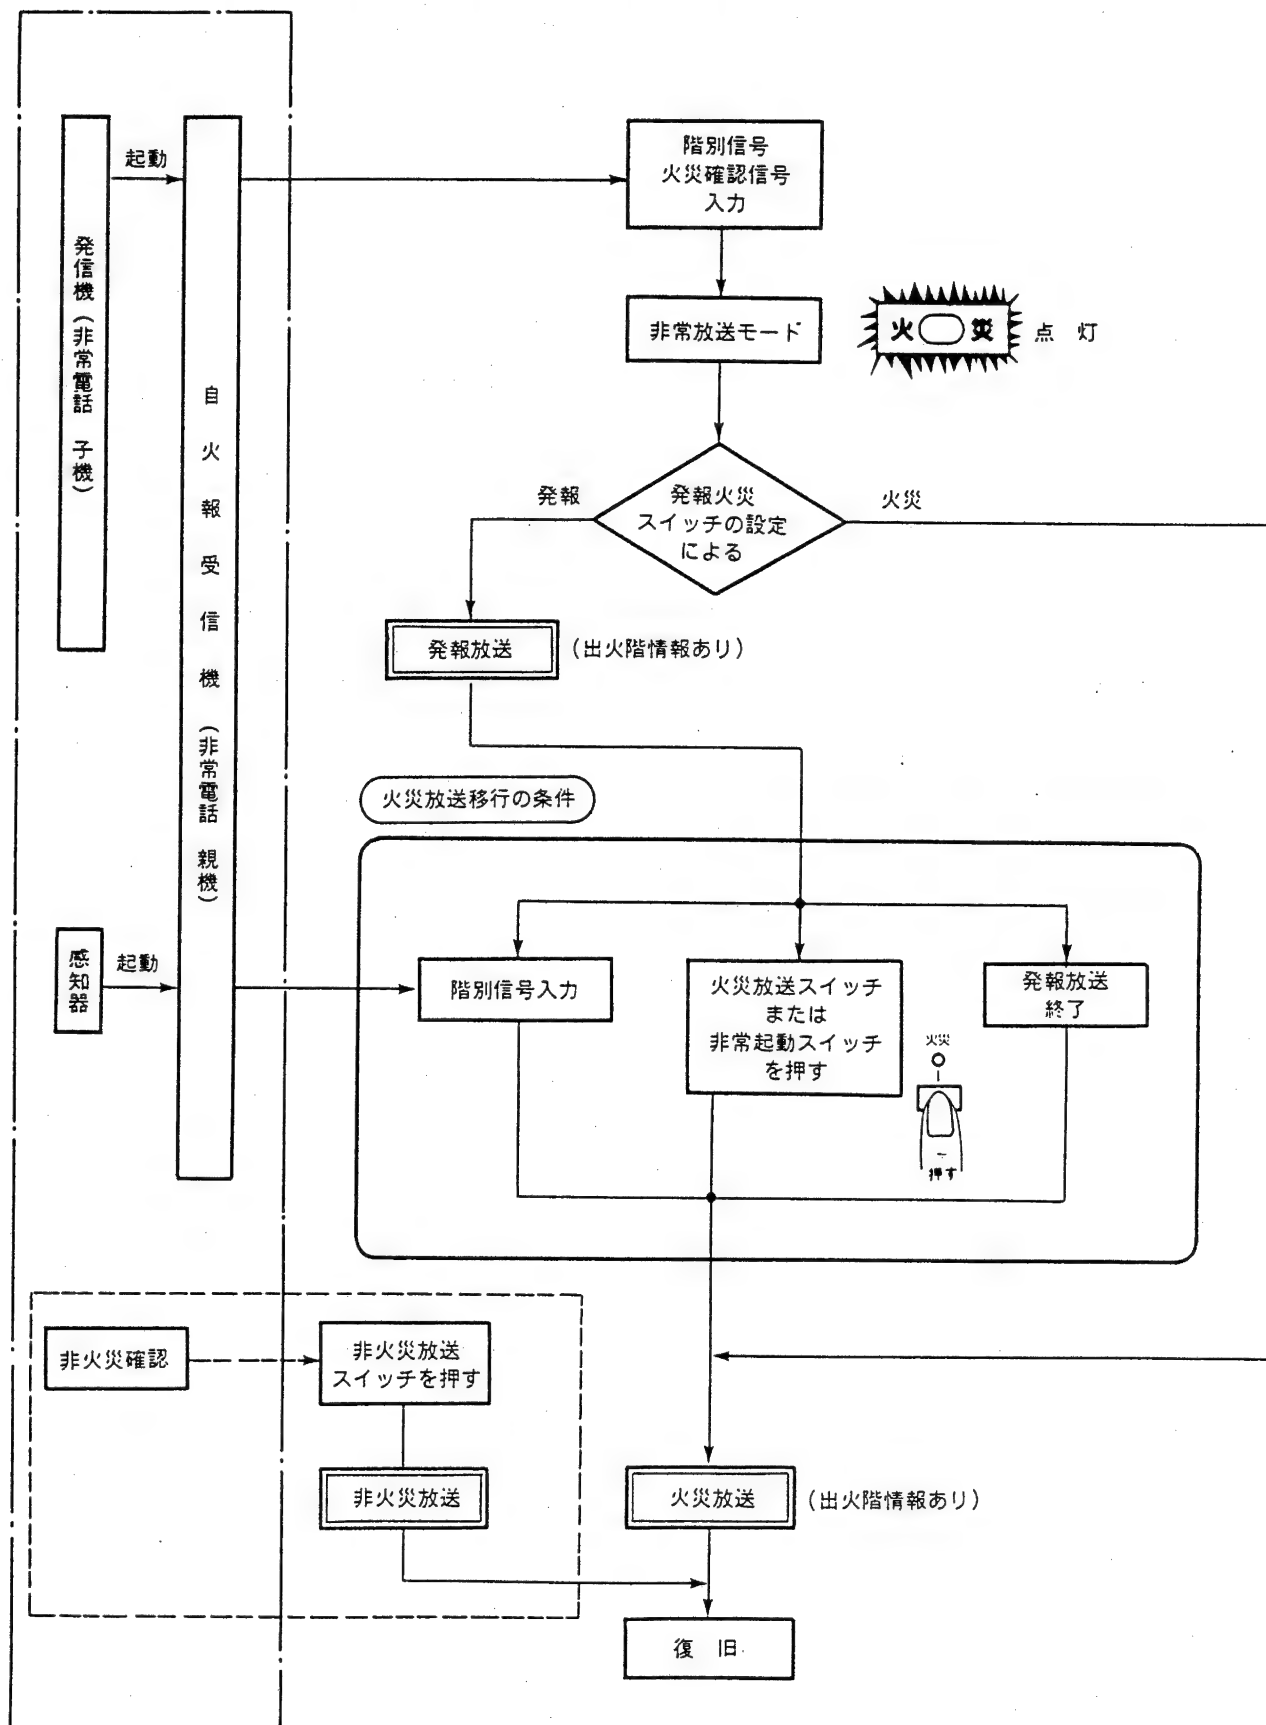 階別信号
火災確認信号
入力
起動
発信機(非常電話 子機)
自火報受信機(非常電話 親機)
非常放送モード
火災
点 灯
発報火災
スイッチの設定
による
発報
火災
発報放送
(出火階情報あり)
火災放送移行の条件
感知器
起動
階別信号入力
火災放送スイッチ
または
非常起動スイッチ
を押す
発報放送
終了
火災
押す
非火災確認
非火災放送
スイッチを押す
非火災放送
火災放送
(出火階情報あり)
復 旧